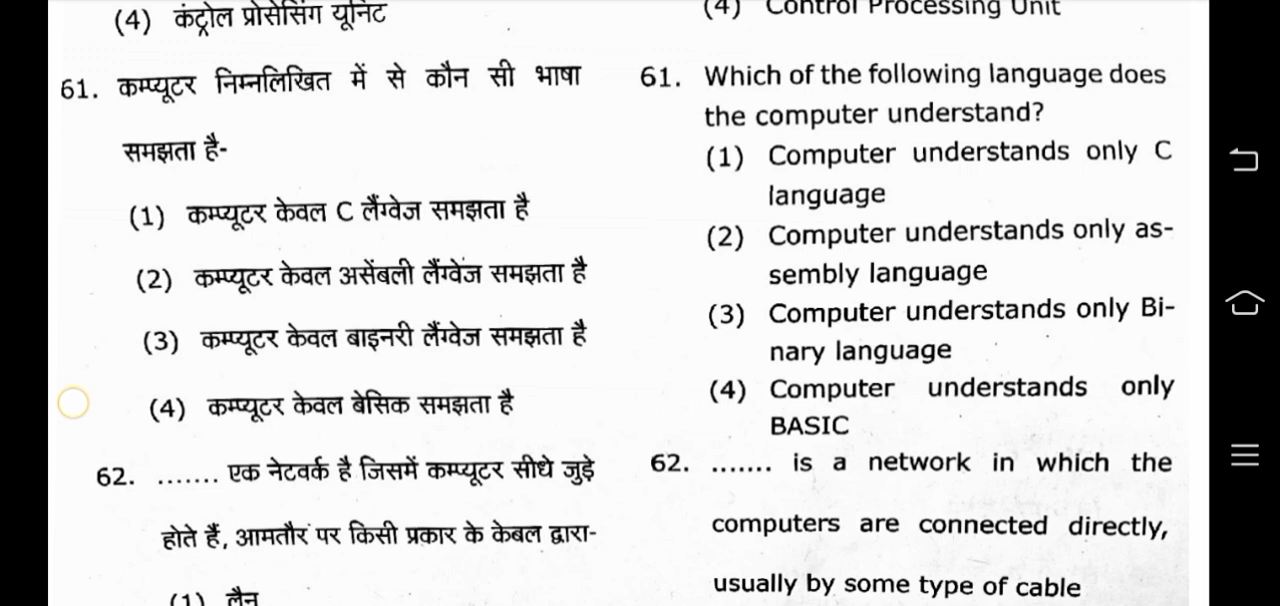 (4) कंट्रोल प्रोसेसिंग यूनिट
61. कम्प्यूटर निम्नलिखित में से कौन सी भाषा
समझता है-
(1) कम्प्यूटर केवल C लैंग्वेज समझता है
(2) कम्प्यूटर केवल असेंबली लैंग्वेज समझता है
(3) कम्प्यूटर केवल बाइनरी लैंग्वेज समझता है
(4) कम्प्यूटर केवल बेसिक समझता है
62. ....... एक नेटवर्क है जिसमें कम्प्यूटर सीधे जुड़े
होते हैं, आमतौर पर किसी प्रकार के केबल द्वारा-
(1) लैन
(4) Control Processing Unit
61. Which of the following language does
the computer understand?
(1) Computer understands only C
language
(2) Computer understands only as-
sembly language
(3) Computer understands only Bi-
nary language
(4) Computer understands only
BASIC
62. ....... is a network in which the
computers are connected directly,
usually by some type of cable